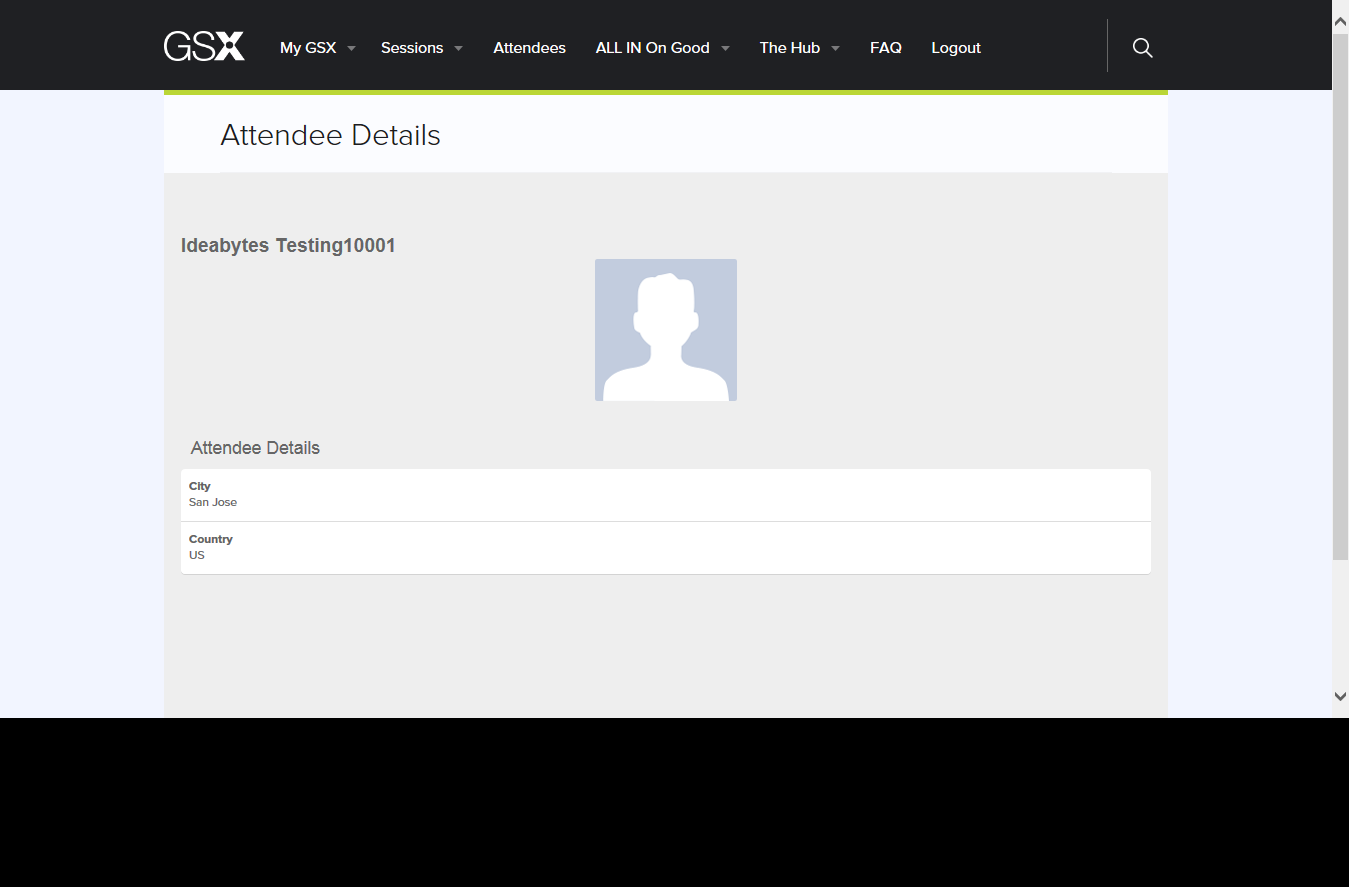 GSX My GSX Sessions Attendees ALL IN On Good The Hub FAQ Logout
Attendee Details
Ideabytes Testing10001
Attendee Details
City
San Jose
Country
US